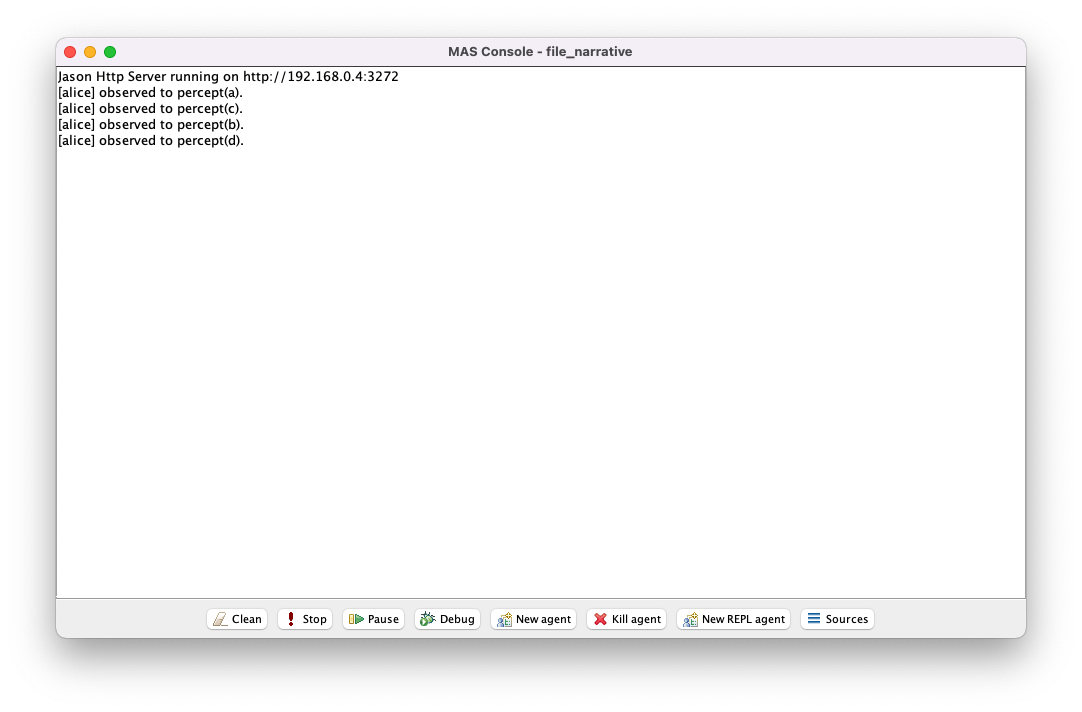 MAS Console - file_narrative
Jason Http Server running on http://192.168.0.4:3272
[alice] observed to percept(a).
[alice] observed to percept(c).
[alice] observed to percept(b).
[alice] observed to percept(d).
Clean Stop Pause Debug New agent Kill agent New REPL agent Sources